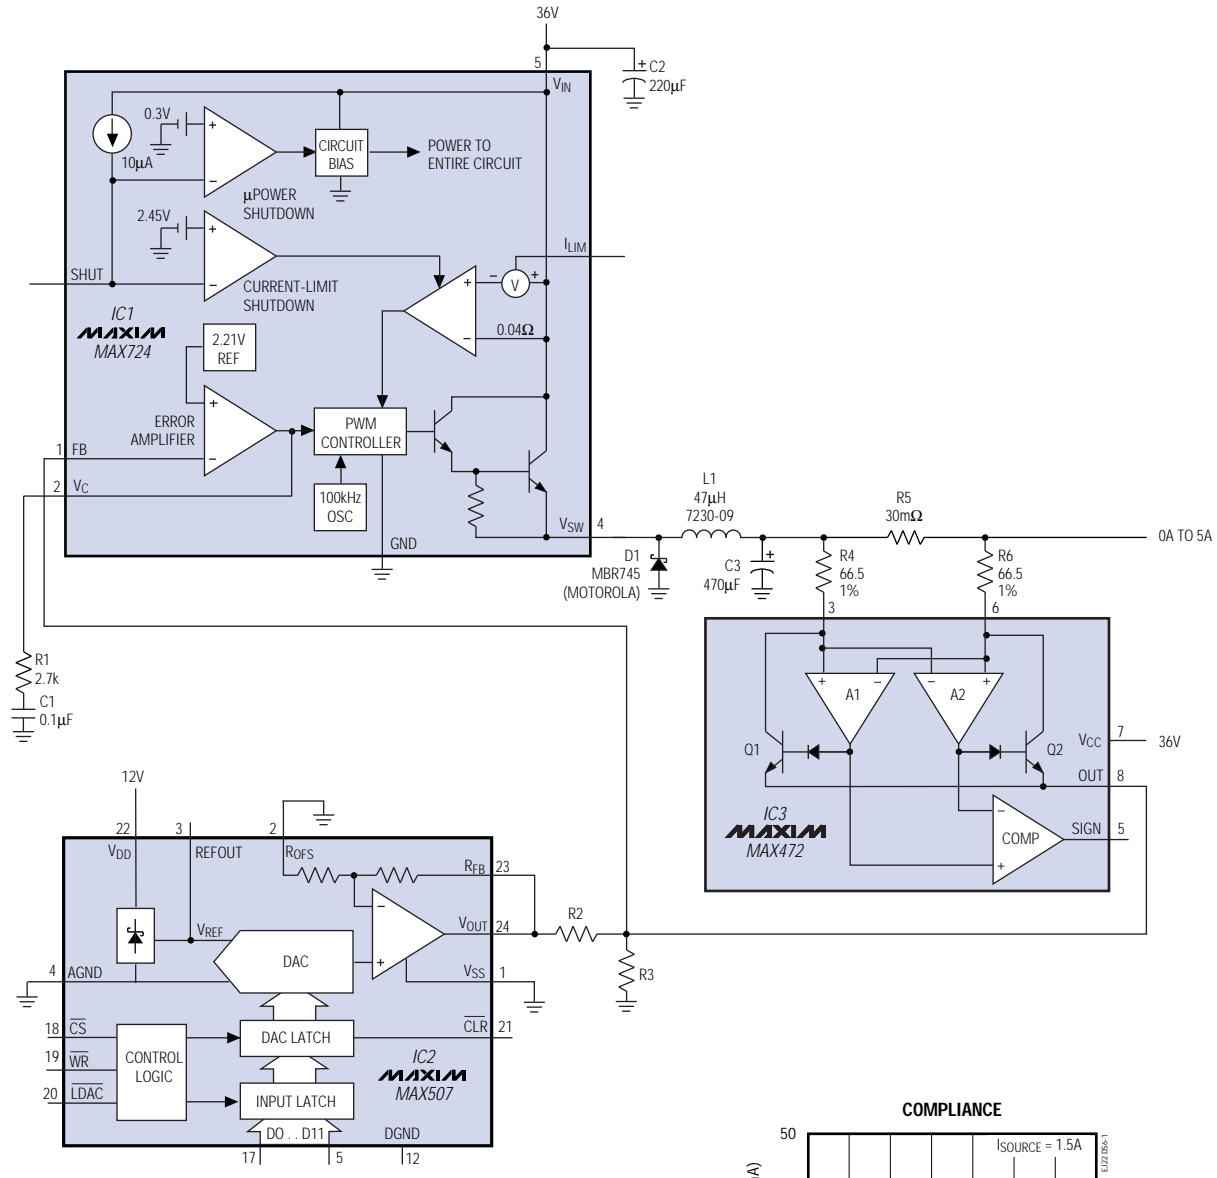 36V
5
+ C2
220µF
VIN
0.3V
+
10µA
−
CIRCUIT
BIAS
POWER TO
ENTIRE CIRCUIT
µPOWER
SHUTDOWN
2.45V
+
−
CURRENT-LIMIT
SHUTDOWN
SHUT
ILIM
− V +
+
0.04Ω
−
IC1
MAXIM
MAX724
2.21V
REF
+
ERROR
AMPLIFIER
−
PWM
CONTROLLER
1 FB
2 VC
100kHz
OSC
GND
VSW 4
L1
47µH
7230-09
R5
30mΩ
0A TO 5A
D1
MBR745
(MOTOROLA)
C3 +
470µF
R4
66.5
1%
R6
66.5
1%
3
6
+ − − +
A1
A2
Q1
Q2
VCC 7
36V
OUT 8
IC3
MAXIM
MAX472
−
COMP
+
SIGN 5
R1
2.7k
C1
0.1µF
12V
22
3
2
VDD
REFOUT
ROFS
RFB 23
−
+
VOUT 24
VREF
DAC
4 AGND
VSS 1
R2
R3
18 CS
19 WR
20 LDAC
CONTROL
LOGIC
DAC LATCH
CLR 21
INPUT LATCH
IC2
MAXIM
MAX507
DO . . D11
DGND
17
5
12
COMPLIANCE
50
ISOURCE = 1.5A
EJ22 DS6-1